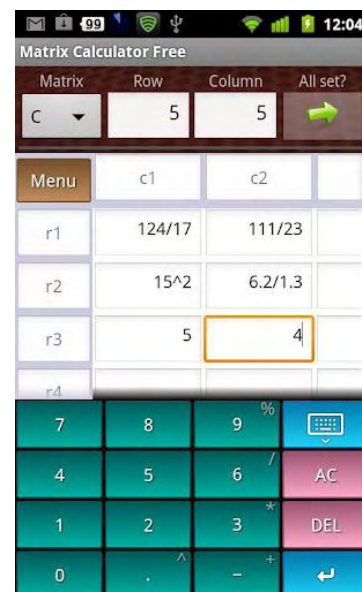 99 12:04
Matrix Calculator Free
Matrix Row Column All set?
C 5 5
Menu c1 c2
r1 124/17 111/23
r2 15^2 6.2/1.3
r3 5 4
r4
7 8 9 %
4 5 6 / AC
1 2 3 * DEL
0 . ^ - +